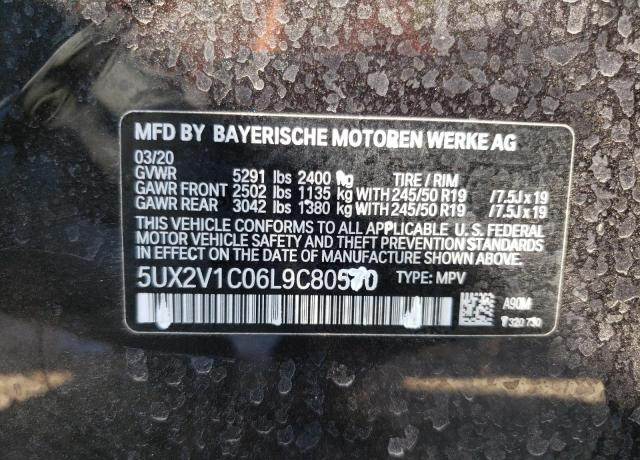 MFD BY BAYERISCHE MOTOREN WERKE AG
03/20
GVWR 5291 lbs 2400 kg TIRE / RIM
GAWR FRONT 2502 lbs 1135 kg WITH 245/50 R19 /7.5J x 19
GAWR REAR 3042 lbs 1380 kg WITH 245/50 R19 /7.5J x 19
THIS VEHICLE CONFORMS TO ALL APPLICABLE U. S. FEDERAL
MOTOR VEHICLE SAFETY AND THEFT PREVENTION STANDARDS
IN EFFECT ON THE DATE OF MANUFACTURE SHOWN ABOVE.
5UX2V1C06L9C80570 TYPE: MPV
A90M